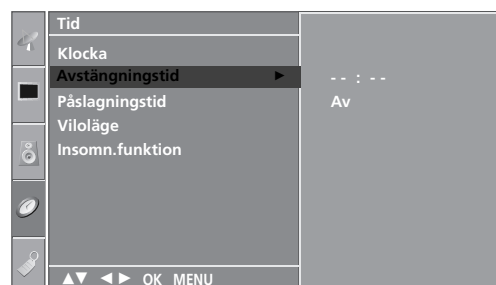 Tid
Klocka
Avstängningstid ► - - : - -
Påslagningstid Av
Viloläge
Insomn.funktion
▲▼ ◄► OK MENU